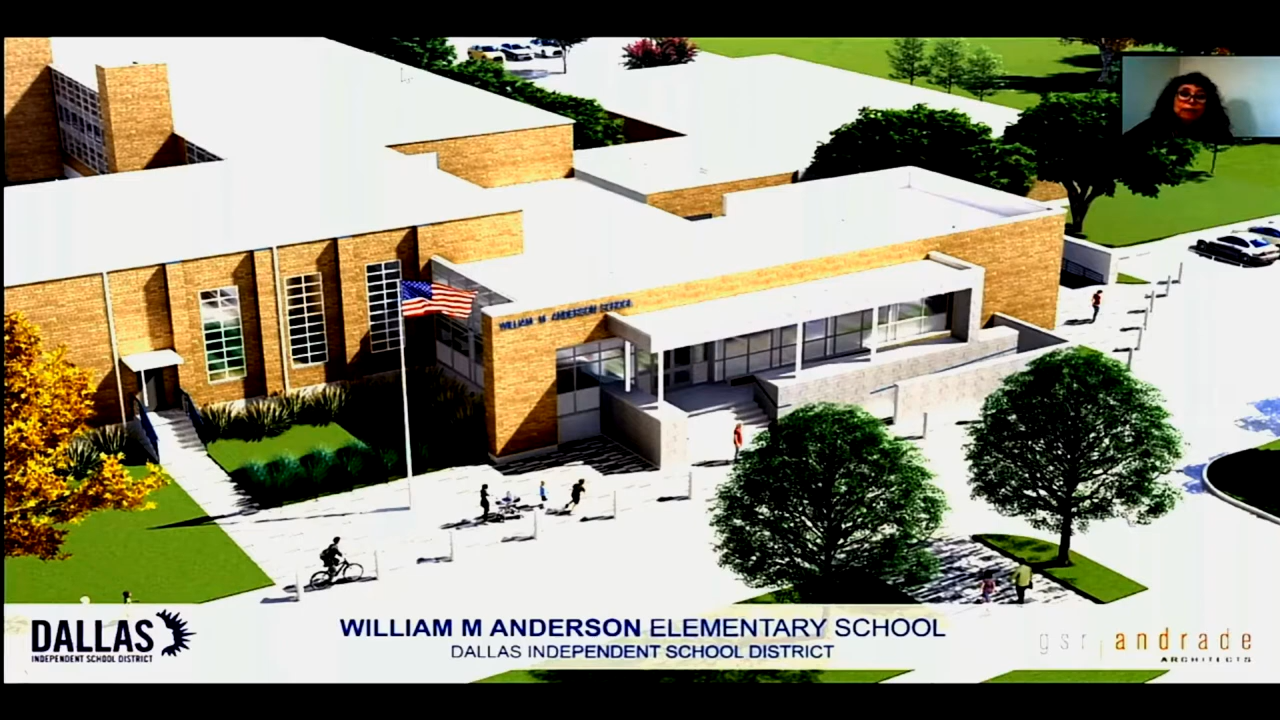 WILLIAM M ANDERSON SCHOOL
DALLAS
INDEPENDENT SCHOOL DISTRICT
WILLIAM M ANDERSON ELEMENTARY SCHOOL
DALLAS INDEPENDENT SCHOOL DISTRICT
gsr andrade
ARCHITECTS